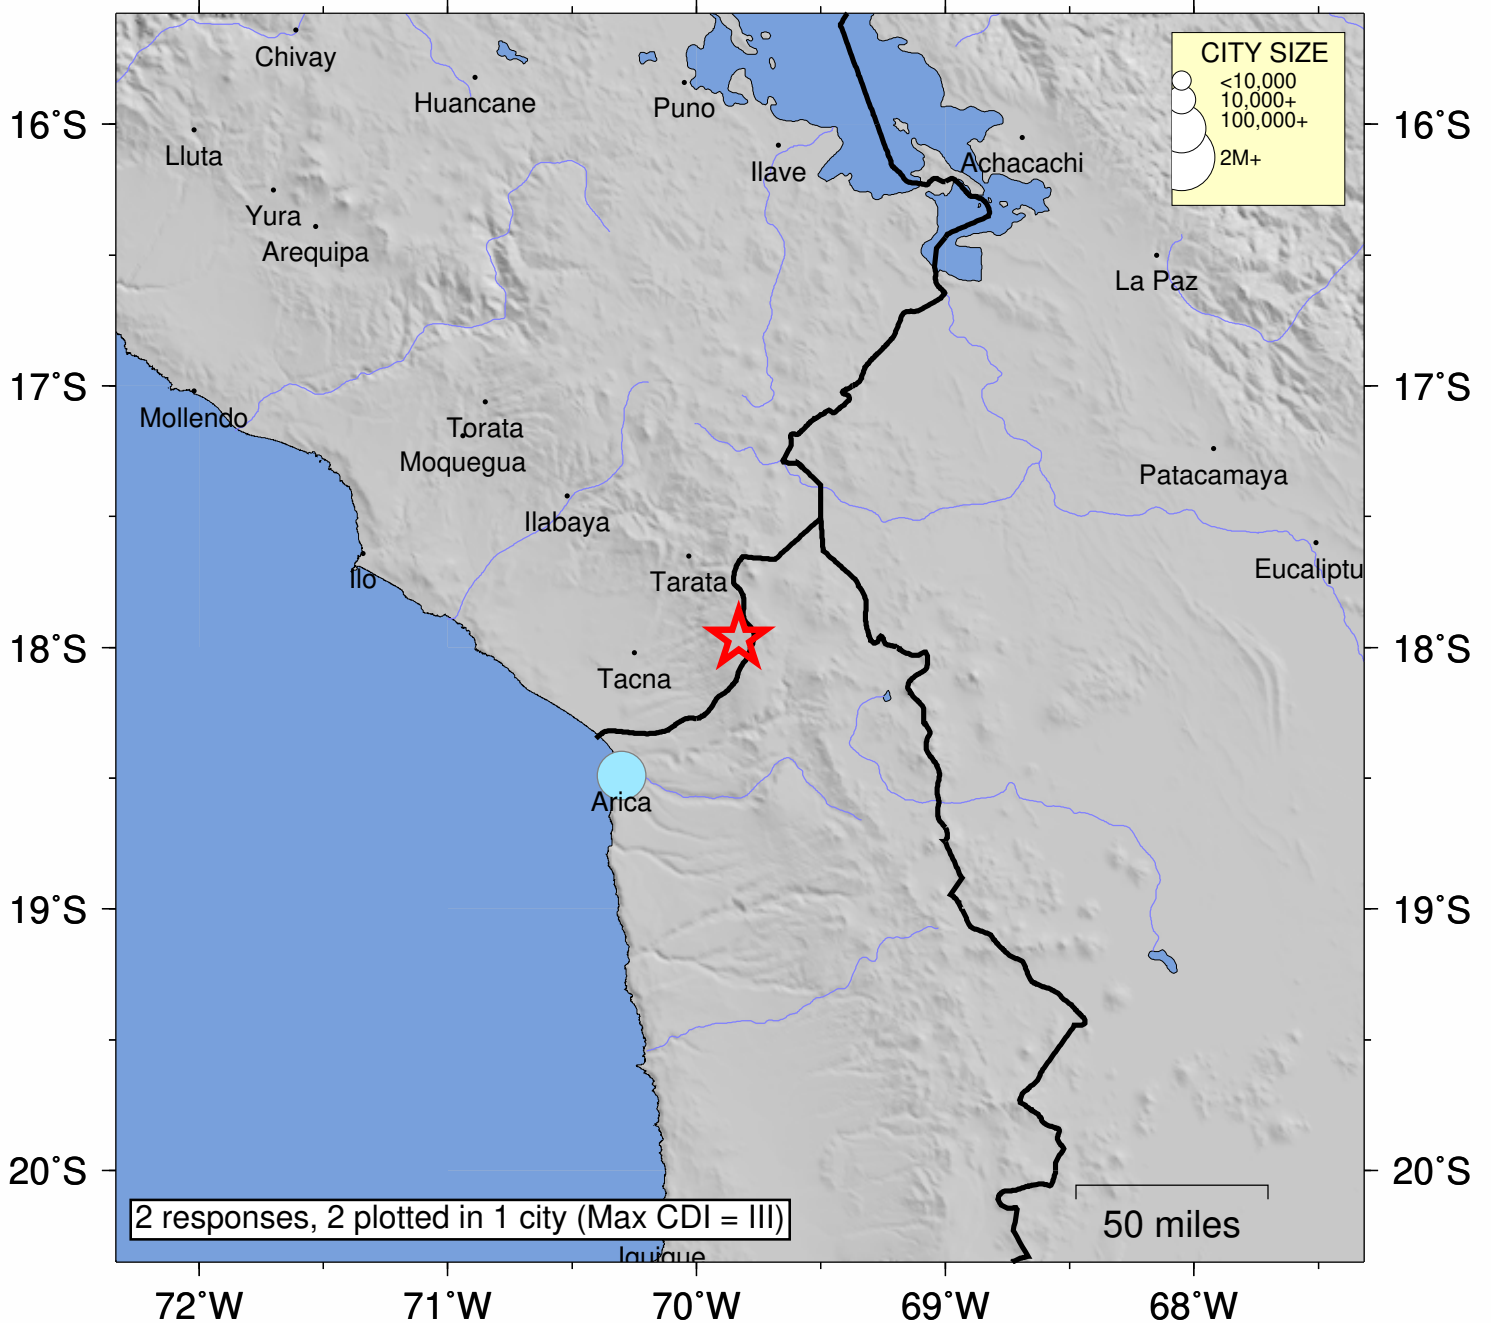 Chivay
CITY SIZE
<10,000
10,000+
100,000+
2M+
Huancane
Puno
16°S
16°S
Lluta
Ilave
Achacachi
Yura
Arequipa
La Paz
17°S
17°S
Mollendo
Torata
Moquegua
Patacamaya
Ilabaya
Ilo
Tarata
Eucaliptu
18°S
18°S
Tacna
Arica
19°S
19°S
20°S
20°S
2 responses, 2 plotted in 1 city (Max CDI = III)
50 miles
Iquique
72°W
71°W
70°W
69°W
68°W